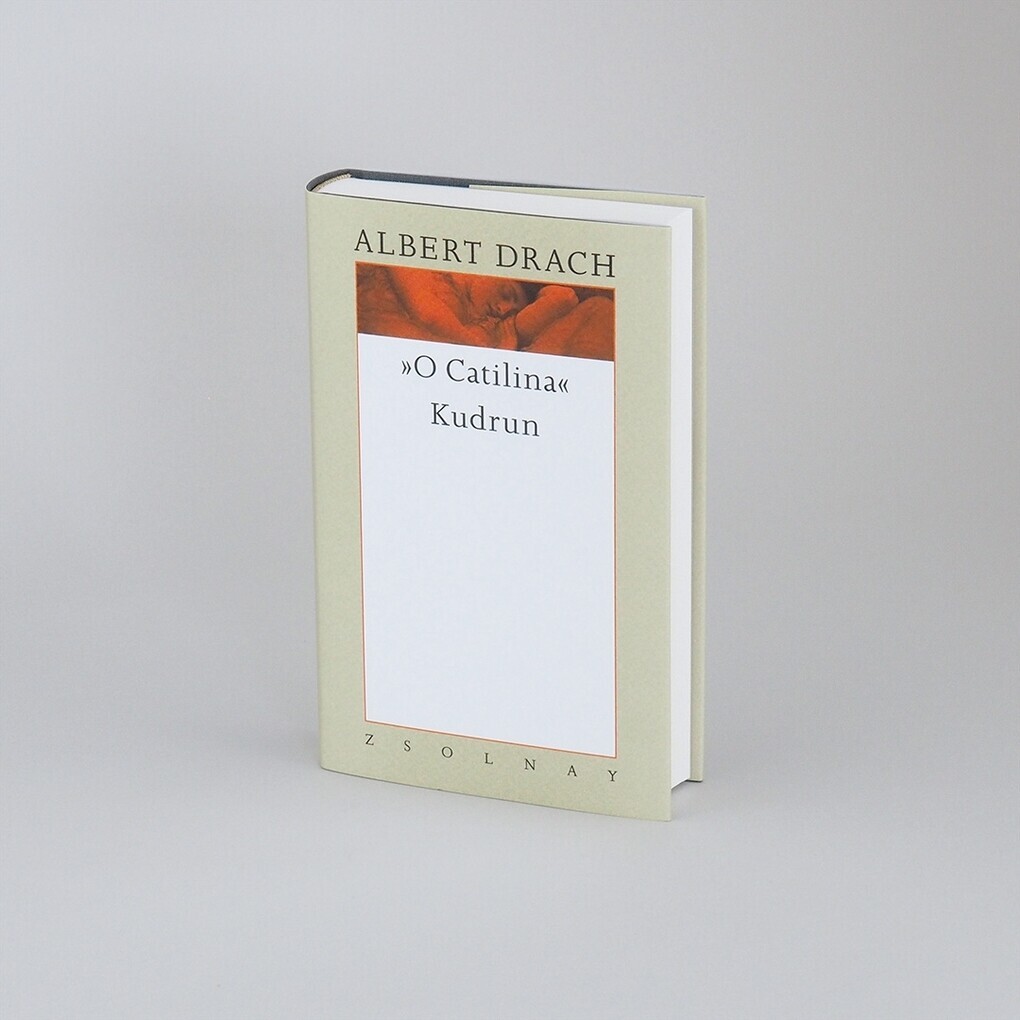 ALBERT DRACH
»O Catilina«
Kudrun
ZSOLNAY